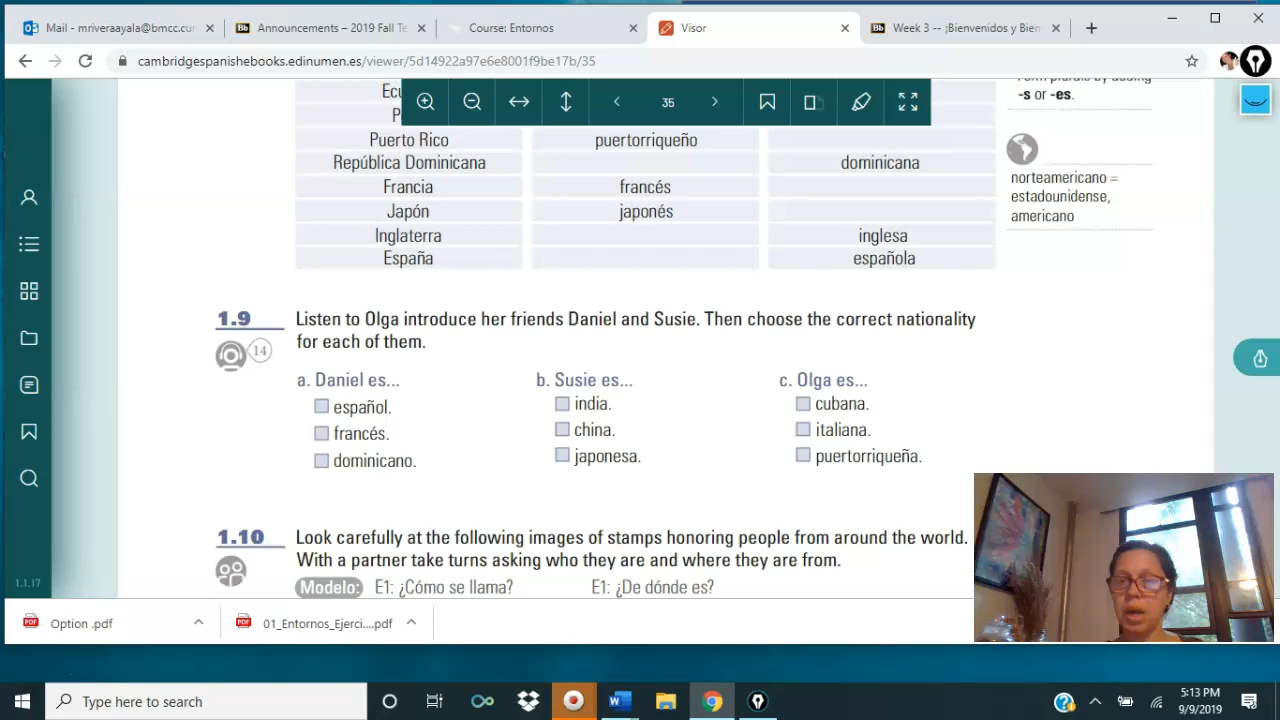 Mail - mriveraayala@bmcc.cu
Announcements – 2019 Fall Te
Course: Entornos
Visor
Week 3 -- ¡Bienvenidos y Bien
cambridgespanishebooks.edinumen.es/viewer/5d14922a97e6e8001f9be17b/35
35
-s or -es.
Puerto Rico puertorriqueño
República Dominicana dominicana
Francia francés
Japón japonés
Inglaterra inglesa
España española
norteamericano =
estadounidense,
americano
1.9 Listen to Olga introduce her friends Daniel and Susie. Then choose the correct nationality
for each of them.
14
a. Daniel es...
español.
francés.
dominicano.
b. Susie es...
india.
china.
japonesa.
c. Olga es...
cubana.
italiana.
puertorriqueña.
1.10 Look carefully at the following images of stamps honoring people from around the world.
With a partner take turns asking who they are and where they are from.
Modelo: E1: ¿Cómo se llama? E1: ¿De dónde es?
1.1.17
Option .pdf
01_Entornos_Ejerci....pdf
Type here to search
5:13 PM
9/9/2019